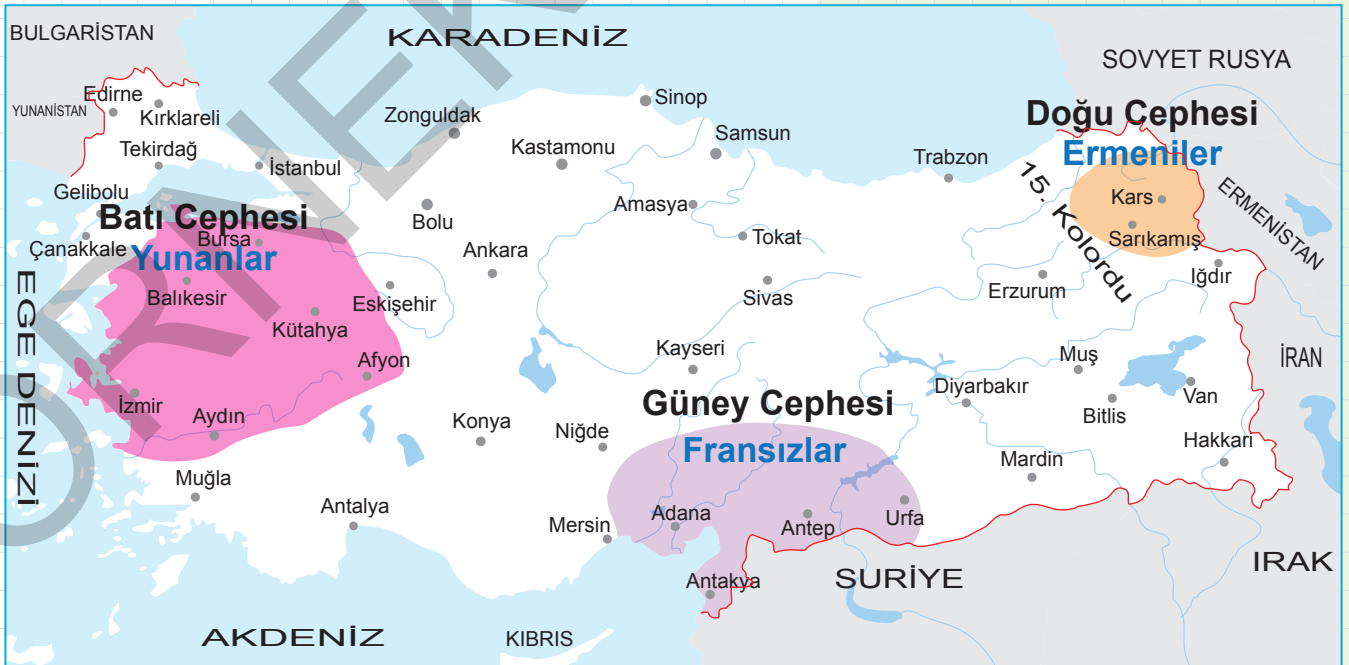 BULGARİSTAN
KARADENİZ
SOVYET RUSYA
YUNANİSTAN
Edirne
Kırklareli
Tekirdağ
İstanbul
Gelibolu
Çanakkale
Zonguldak
Kastamonu
Sinop
Samsun
Trabzon
Doğu Cephesi
Ermeniler
15. Kolordu
Kars
Sarıkamış
ERMENİSTAN
Iğdır
Batı Cephesi
Bursa
Yunanlar
Balıkesir
Kütahya
Eskişehir
Afyon
İzmir
Aydın
EGE DENİZİ
Bolu
Ankara
Amasya
Tokat
Sivas
Erzurum
Kayseri
Muş
İRAN
Van
Bitlis
Diyarbakır
Hakkari
Mardin
Güney Cephesi
Fransızlar
Konya
Niğde
Muğla
Antalya
Mersin
Adana
Antep
Urfa
Antakya
SURİYE
IRAK
AKDENİZ
KIBRIS
ÖRNEK